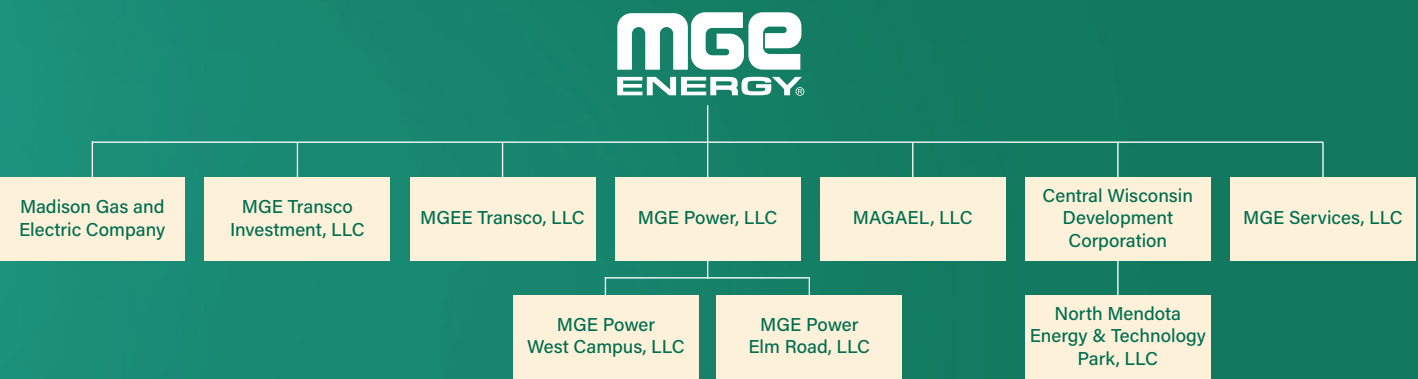 mGe
ENERGY®
Madison Gas and
Electric Company
MGE Transco
Investment, LLC
MGEE Transco, LLC
MGE Power, LLC
MAGAEL, LLC
Central Wisconsin
Development
Corporation
MGE Services, LLC
MGE Power
West Campus, LLC
MGE Power
Elm Road, LLC
North Mendota
Energy & Technology
Park, LLC